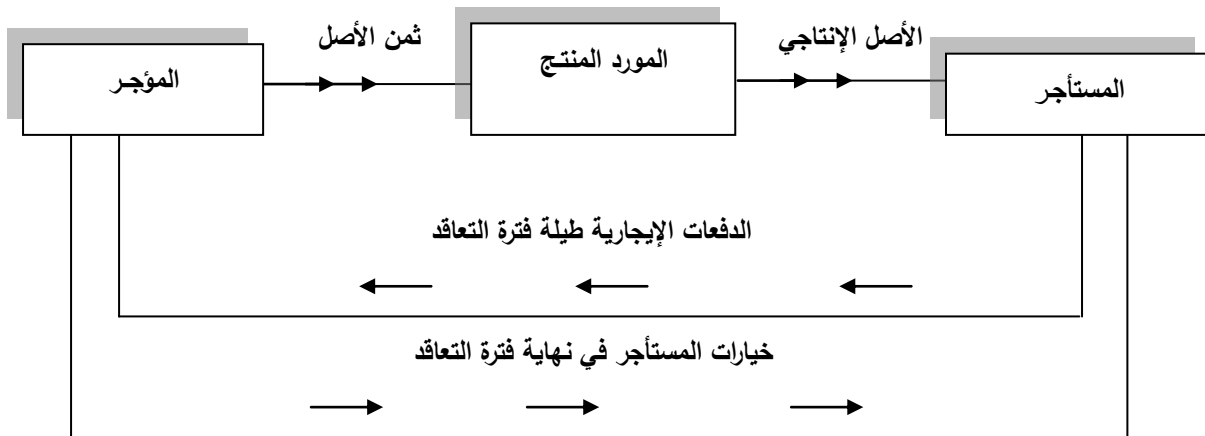 الأصل الإنتاجي
ثمن الأصل
المورد المنتج
المؤجر
المستأجر
الدفعات الإيجارية طيلة فترة التعاقد
خيارات المستأجر في نهاية فترة التعاقد